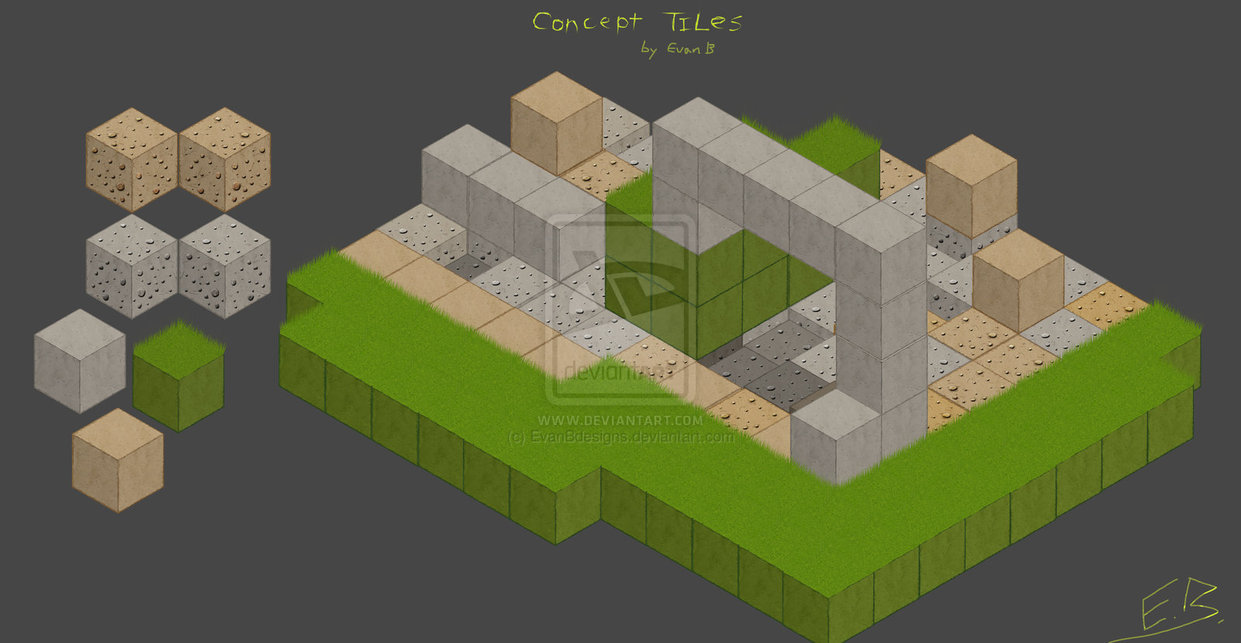 Concept TiLes
by Evan B
deviantART
WWW.DEVIANTART.COM
(c) EvanBdesigns.deviantart.com
E.B.